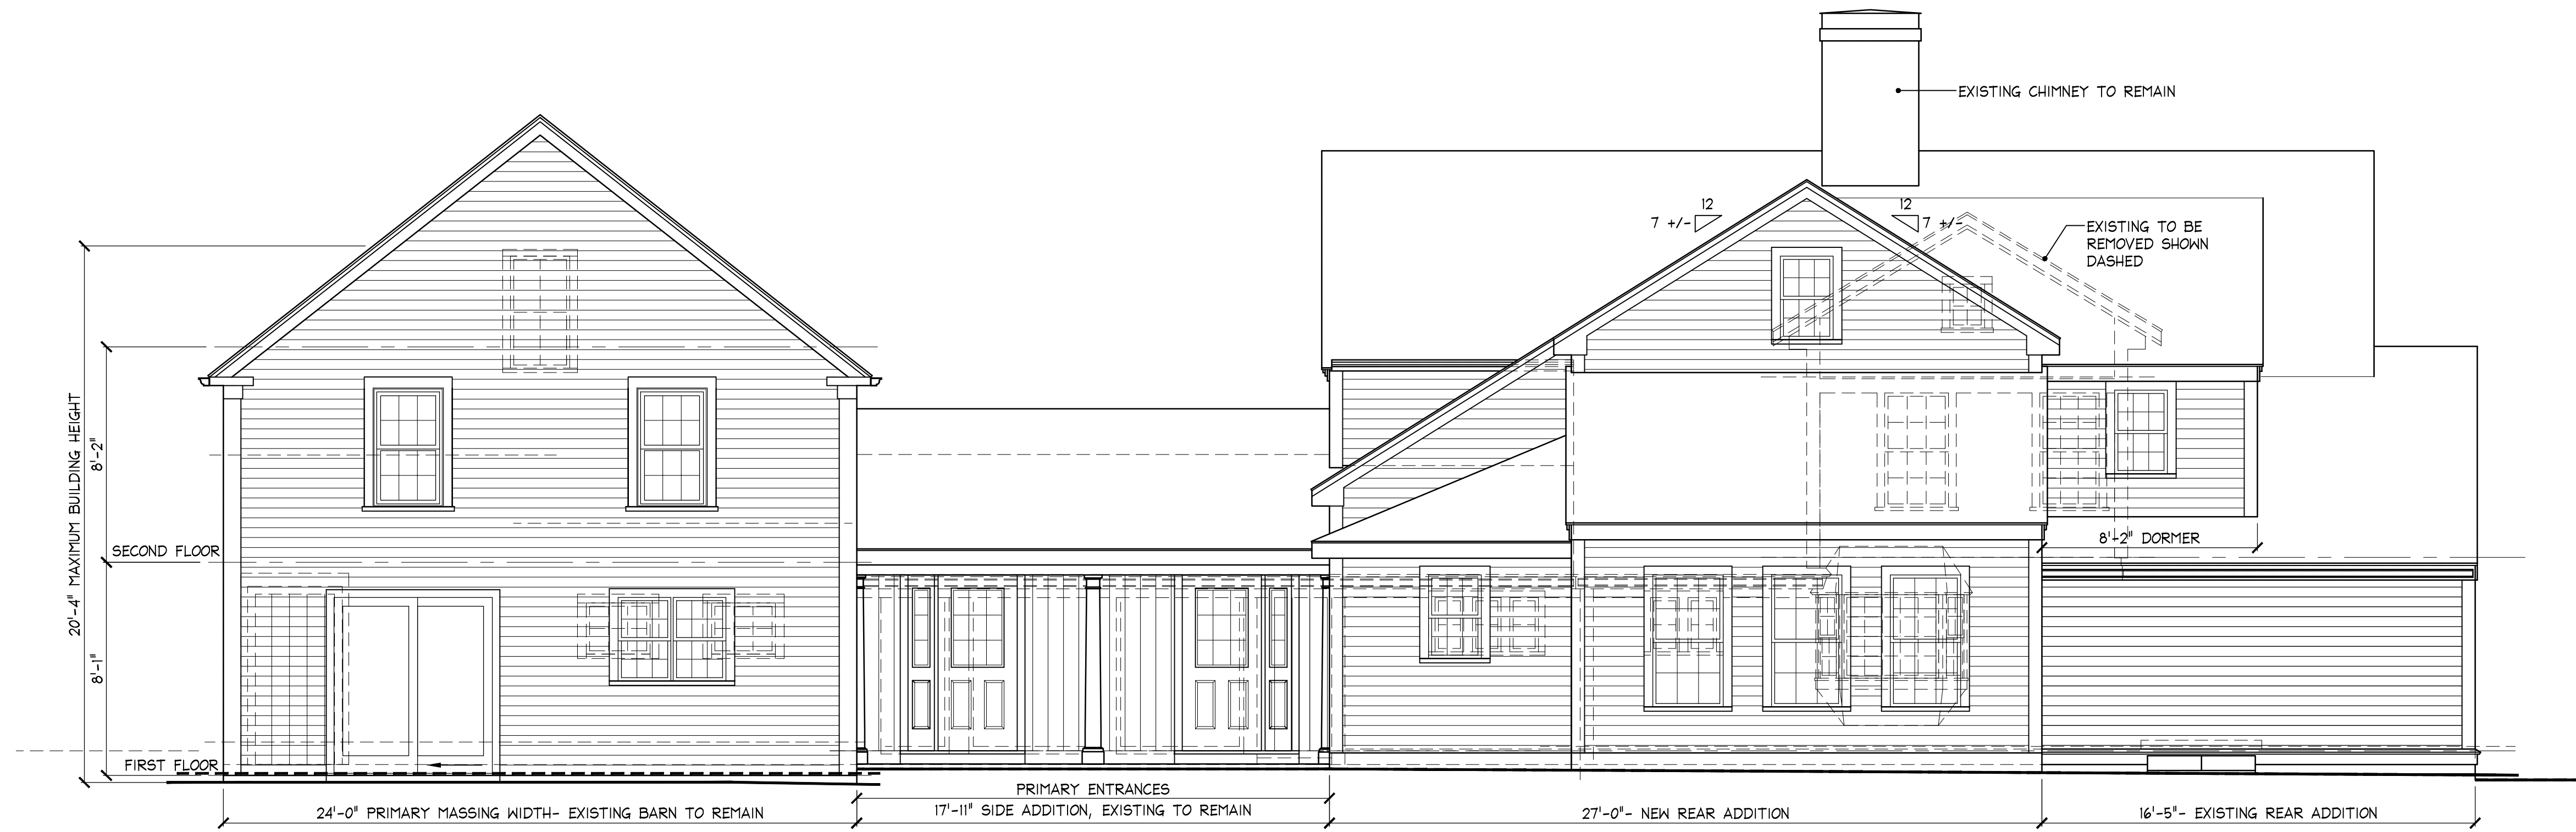 EXISTING CHIMNEY TO REMAIN
12
7 +/-
12
7 +/-
EXISTING TO BE
REMOVED SHOWN
DASHED
20'-4" MAXIMUM BUILDING HEIGHT
8'-2"
8'-1"
SECOND FLOOR
FIRST FLOOR
8'-2" DORMER
PRIMARY ENTRANCES
24'-0" PRIMARY MASSING WIDTH- EXISTING BARN TO REMAIN
17'-11" SIDE ADDITION, EXISTING TO REMAIN
27'-0"- NEW REAR ADDITION
16'-5"- EXISTING REAR ADDITION